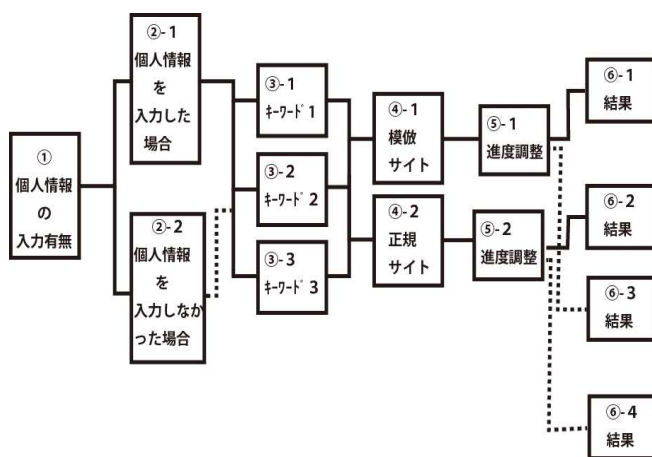 ①
個人情報
の
入力有無
②-1
個人情報
を
入力した
場合
②-2
個人情報
を
入力しなか
った場合
③-1
ｷｰﾜｰﾄﾞ1
③-2
ｷｰﾜｰﾄﾞ2
③-3
ｷｰﾜｰﾄﾞ3
④-1
模倣
サイト
④-2
正規
サイト
⑤-1
進度調整
⑤-2
進度調整
⑥-1
結果
⑥-2
結果
⑥-3
結果
⑥-4
結果